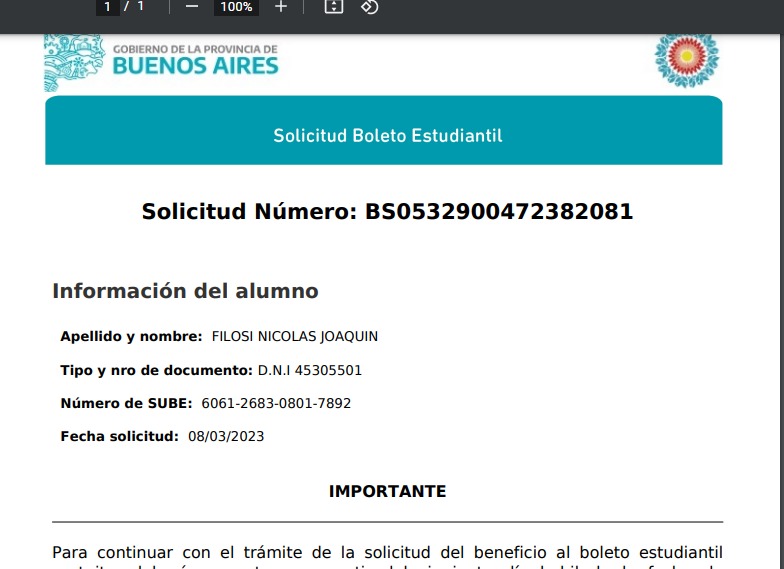 1 / 1 100%
GOBIERNO DE LA PROVINCIA DE
BUENOS AIRES
Solicitud Boleto Estudiantil
Solicitud Número: BS0532900472382081
Información del alumno
Apellido y nombre: FILOSI NICOLAS JOAQUIN
Tipo y nro de documento: D.N.I 45305501
Número de SUBE: 6061-2683-0801-7892
Fecha solicitud: 08/03/2023
IMPORTANTE
Para continuar con el trámite de la solicitud del beneficio al boleto estudiantil